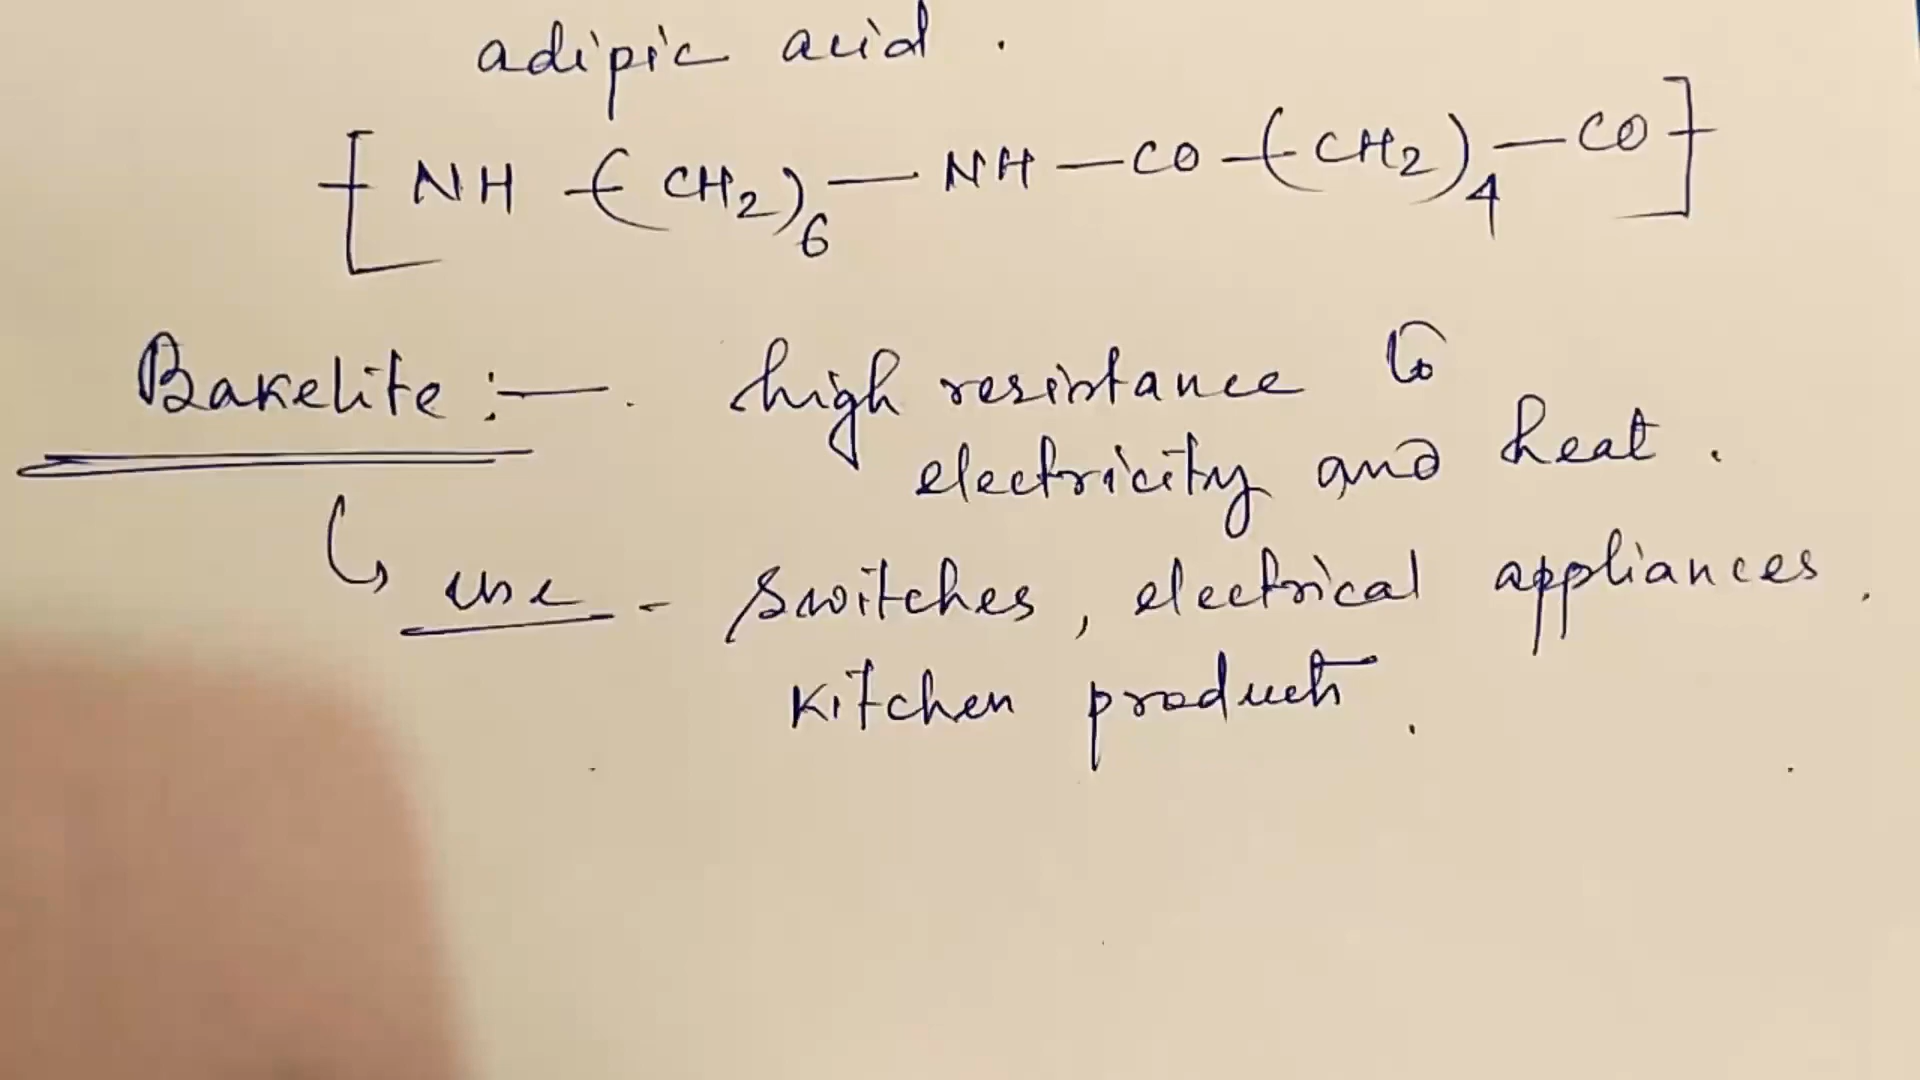 adipic acid .
[NH-(CH₂)₆-NH-CO-(CH₂)₄-CO]
Bakelite :- . high resistance to
electricity and heat .
use - switches, electrical appliances .
kitchen products .